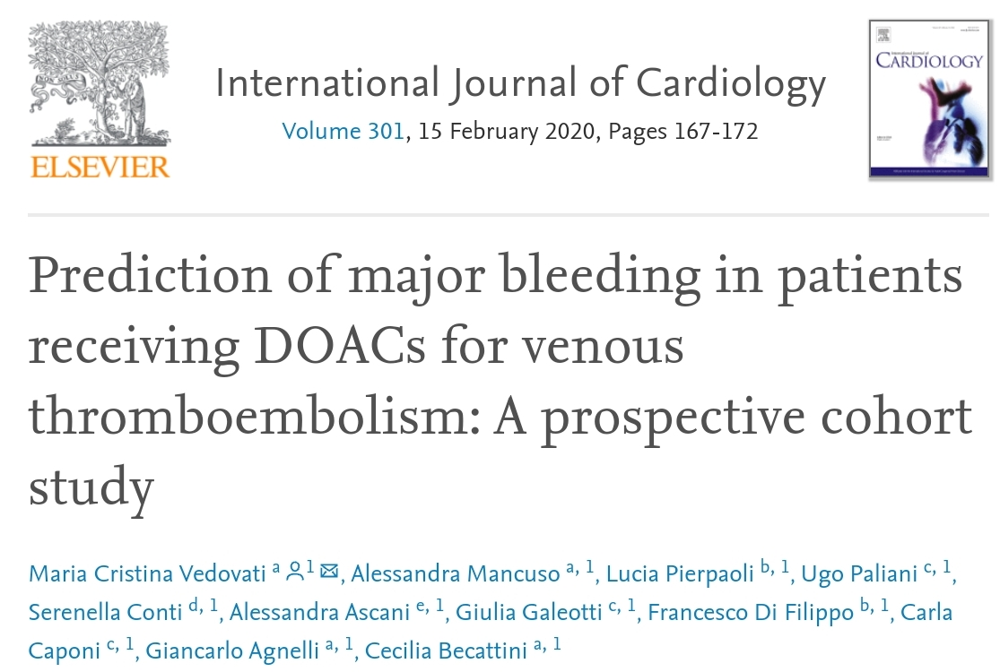 International Journal of Cardiology
Volume 301, 15 February 2020, Pages 167-172
NON SOLUS
ELSEVIER
International Journal of
CARDIOLOGY
Prediction of major bleeding in patients
receiving DOACs for venous
thromboembolism: A prospective cohort
study
Maria Cristina Vedovati a 1, Alessandra Mancuso a, 1, Lucia Pierpaoli b, 1, Ugo Paliani c, 1,
Serenella Conti d, 1, Alessandra Ascani e, 1, Giulia Galeotti c, 1, Francesco Di Filippo b, 1, Carla
Caponi c, 1, Giancarlo Agnelli a, 1, Cecilia Becattini a, 1